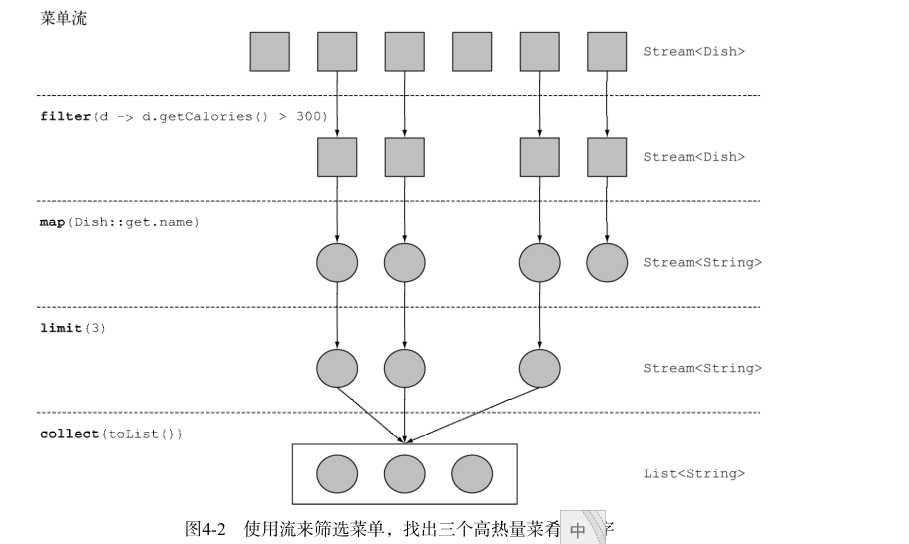 菜单流
Stream<Dish>
filter(d -> d.getCalories() > 300)
Stream<Dish>
map(Dish::get.name)
Stream<String>
limit(3)
Stream<String>
collect(toList())
List<String>
图4-2 使用流来筛选菜单，找出三个高热量菜肴
中
字